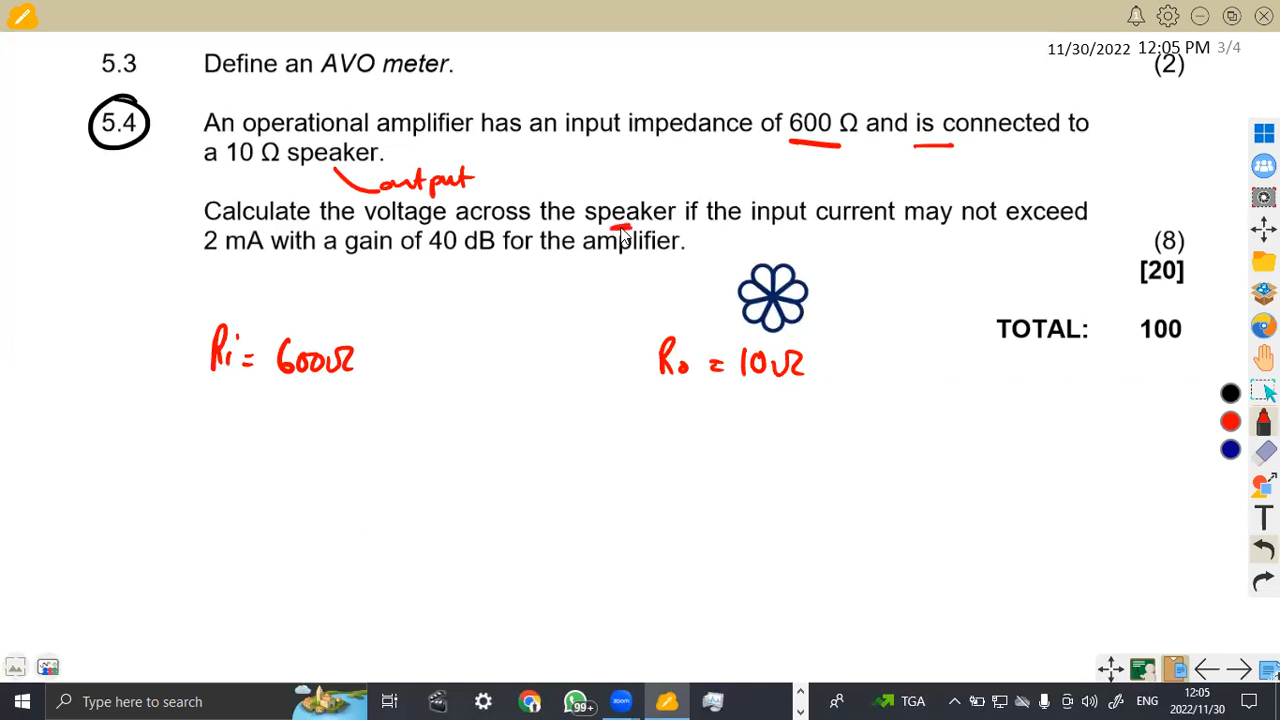 11/30/2022 12:05 PM 3/4
5.3 Define an AVO meter. (2)
5.4 An operational amplifier has an input impedance of 600 Ω and is connected to
a 10 Ω speaker.
output
Calculate the voltage across the speaker if the input current may not exceed
2 mA with a gain of 40 dB for the amplifier. (8)
[20]
TOTAL: 100
Ri = 600Ω Ro = 10Ω
T
Type here to search
99+
zoom
TGA
ENG
12:05
2022/11/30